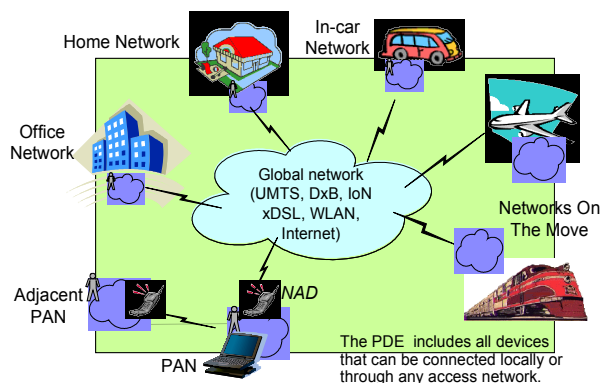 Home Network
In-car
Network
Office
Network
Global network
(UMTS, DxB, IoN
xDSL, WLAN,
Internet)
Networks On
The Move
Adjacent
PAN
NAD
PAN
The PDE includes all devices
that can be connected locally or
through any access network.